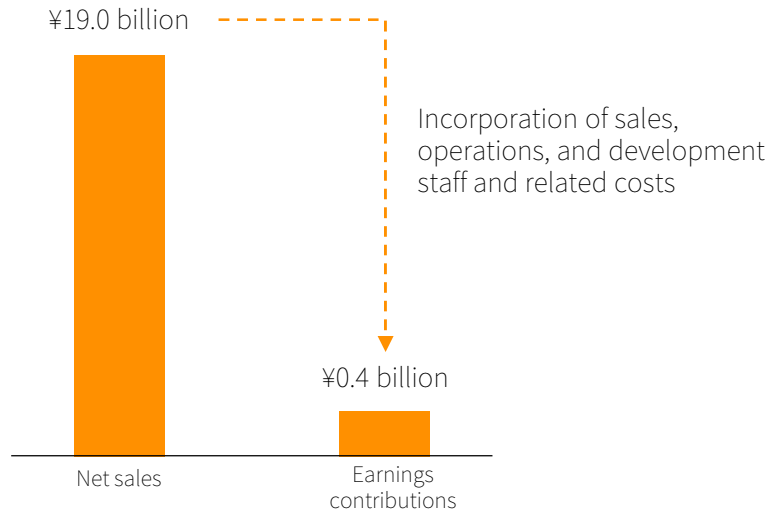 ¥19.0 billion
Incorporation of sales,
operations, and development
staff and related costs
¥0.4 billion
Net sales
Earnings
contributions